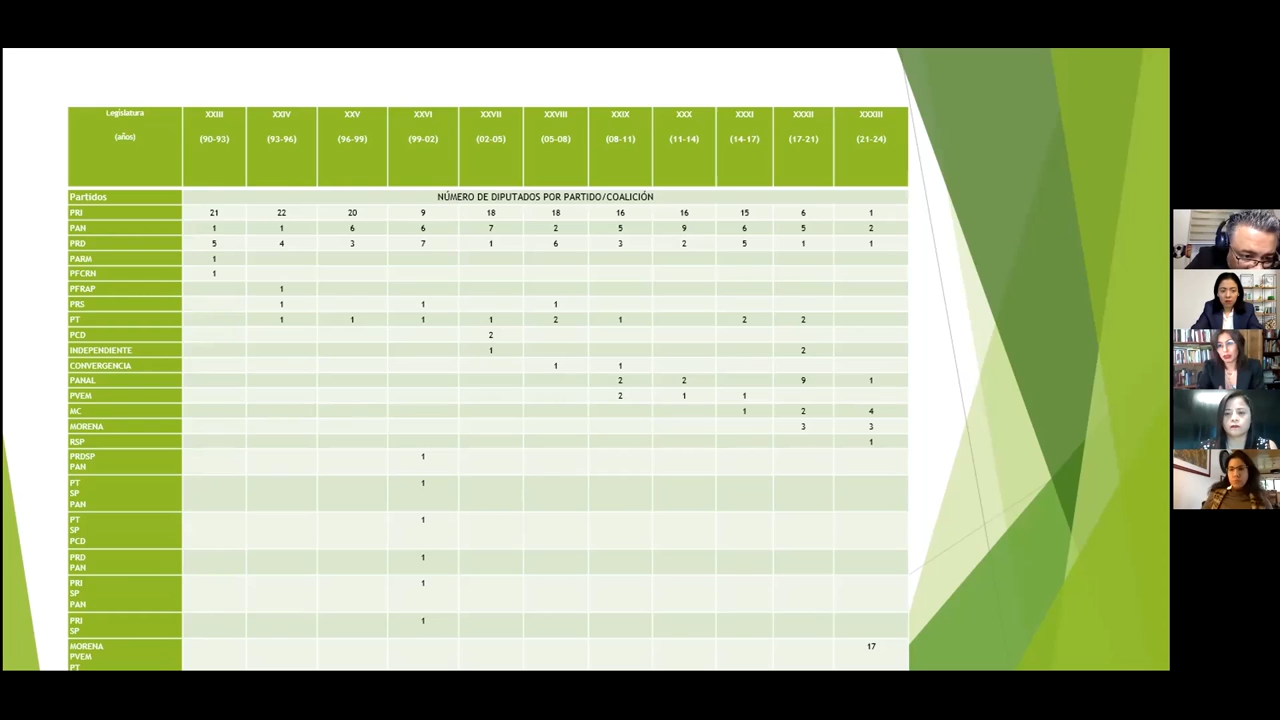 Legislatura XXIII XXIV XXV XXVI XXVII XXVIII XXIX XXX XXXI XXXII XXXIII
(años) (90-93) (93-96) (96-99) (99-02) (02-05) (05-08) (08-11) (11-14) (14-17) (17-21) (21-24)
Partidos NÚMERO DE DIPUTADOS POR PARTIDO/COALICIÓN
PRI 21 22 20 9 18 18 16 16 15 6 1
PAN 1 1 6 6 7 2 5 9 6 5 2
PRD 5 4 3 7 1 6 3 2 5 1 1
PARM 1
PFCRN 1
PFRAP 1
PRS 1 1 1
PT 1 1 1 1 2 1 2 2
PCD 2
INDEPENDIENTE 1 2
CONVERGENCIA 1 1
PANAL 2 2 9 1
PVEM 2 1 1
MC 1 2 4
MORENA 3 3
RSP 1
PRDSP 1
PAN
PT 1
SP
PAN
PT 1
SP
PCD
PRD 1
PAN
PRI 1
SP
PAN
PRI 1
SP
MORENA 17
PVEM
PT